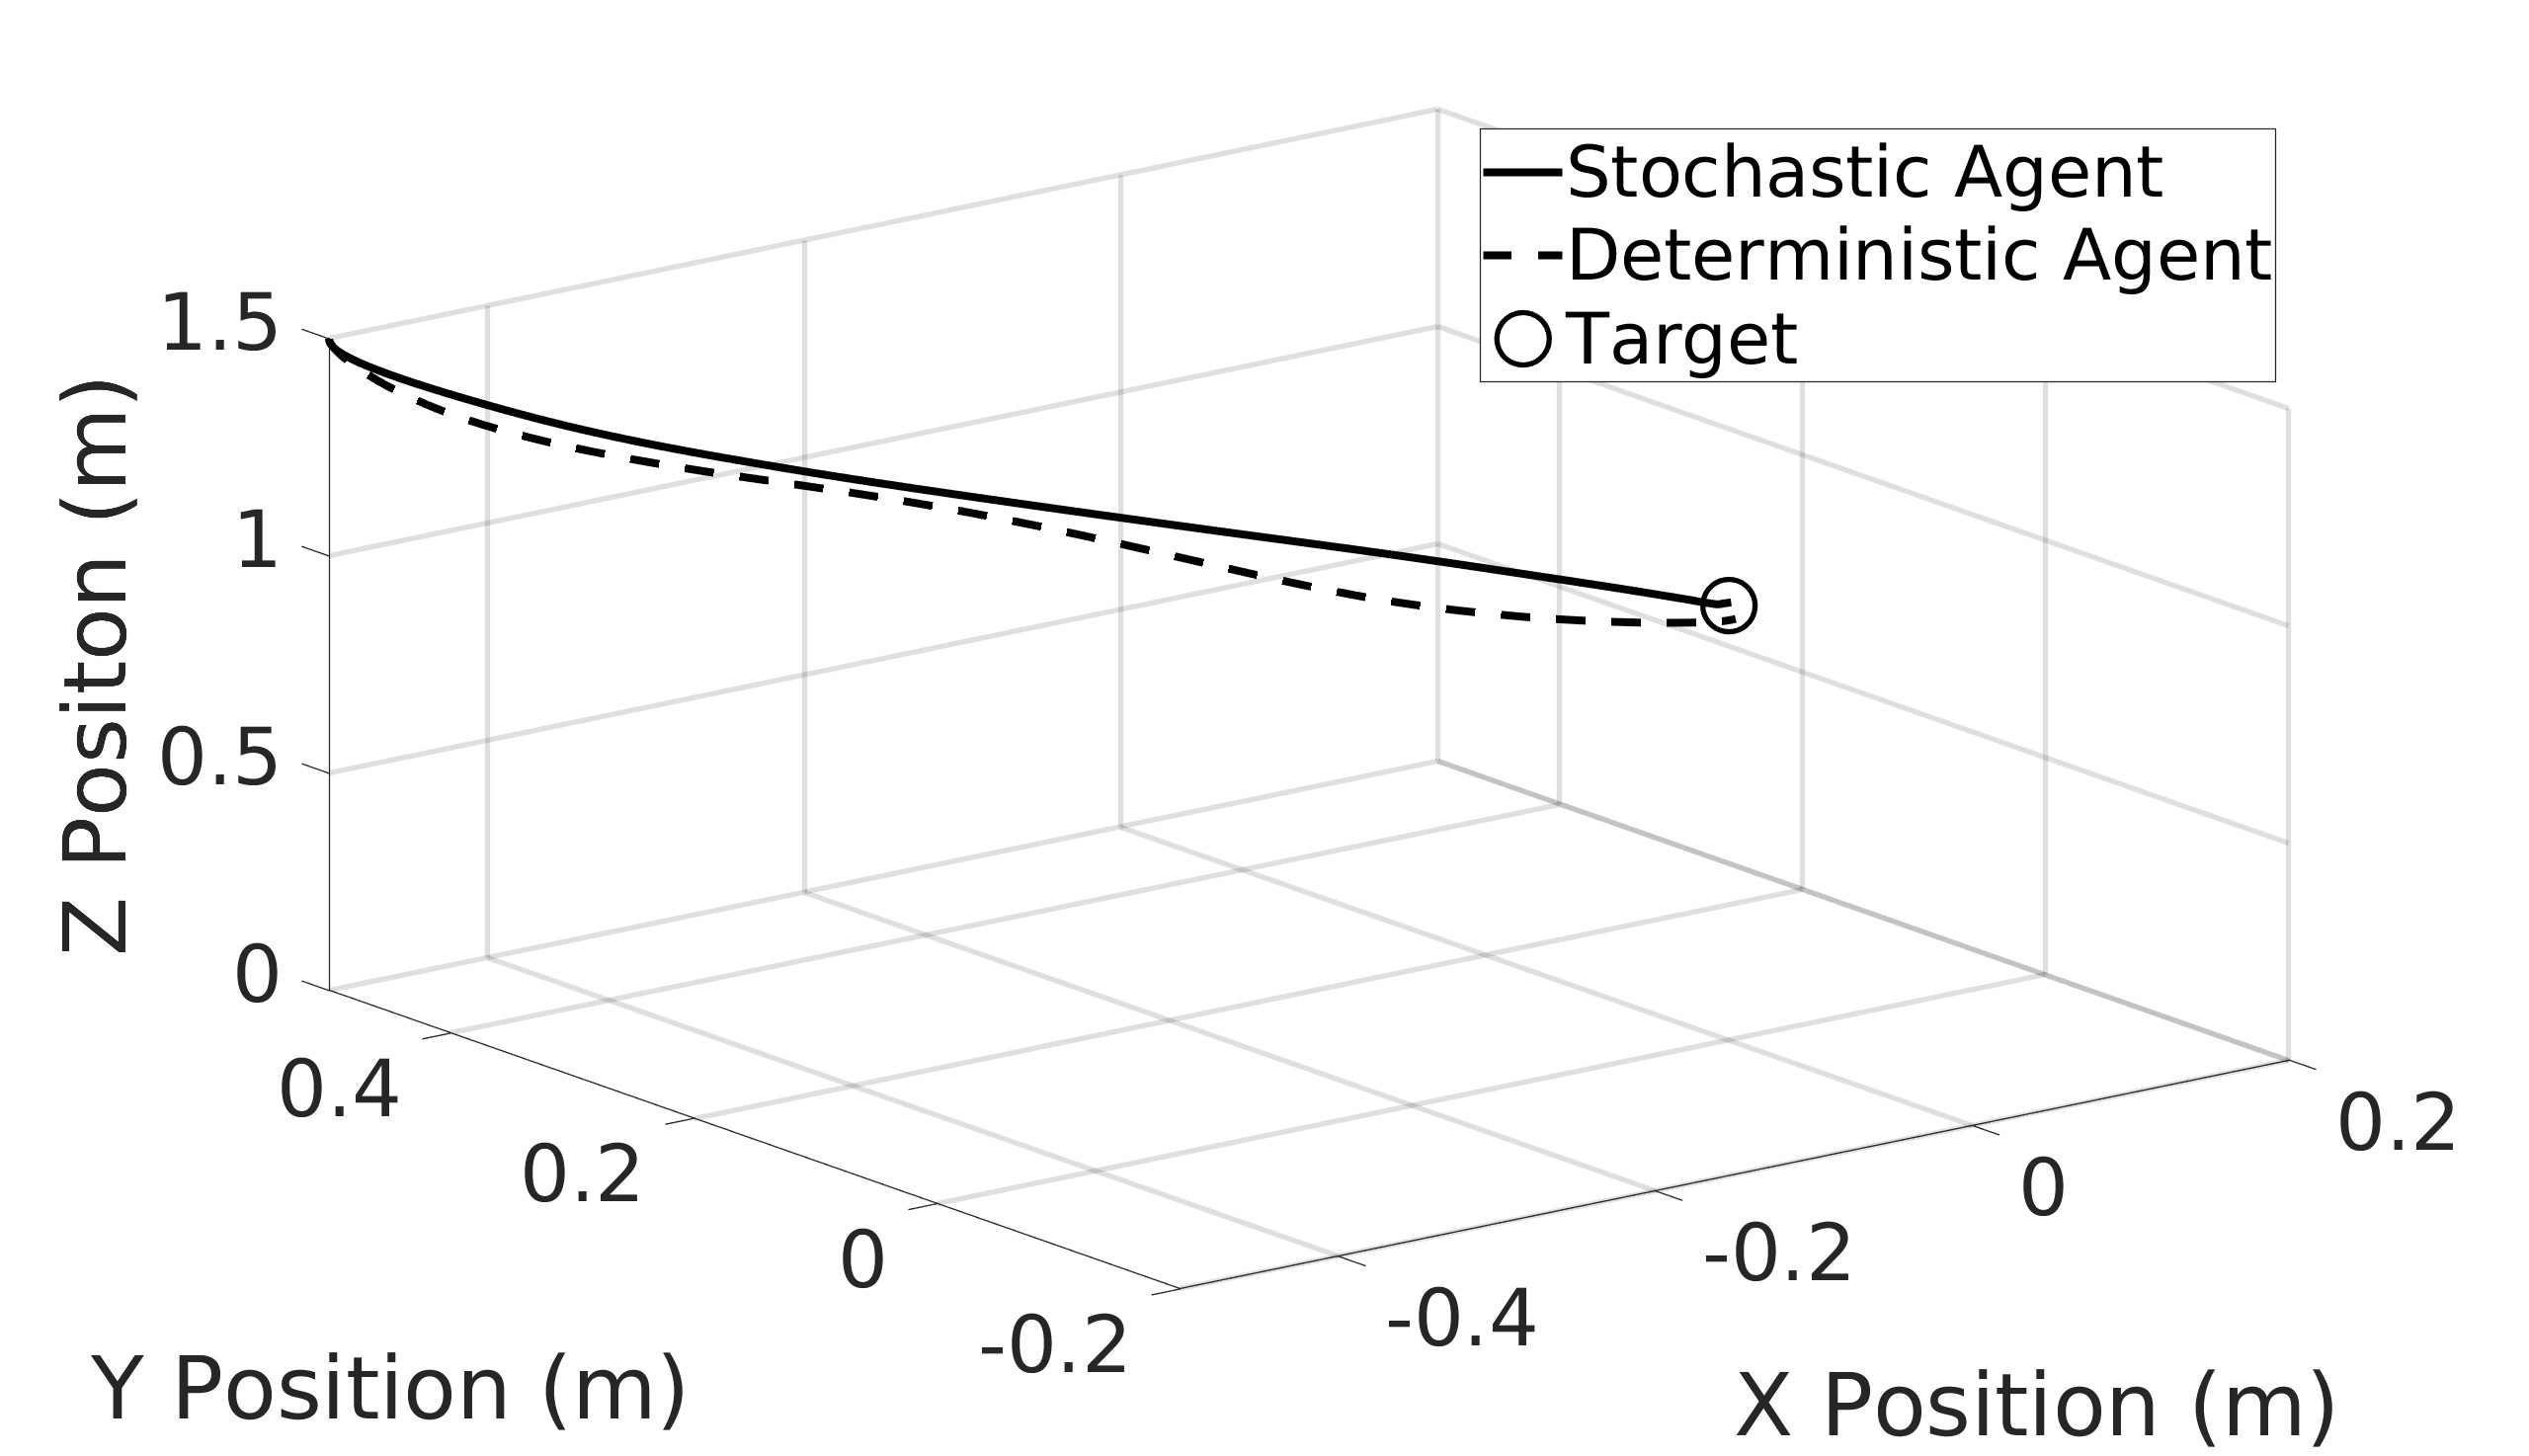 Stochastic Agent
Deterministic Agent
Target
Z Positon (m)
1.5
1
0.5
0
0.4
0.2
0
-0.2
Y Position (m)
-0.4
-0.2
0
0.2
X Position (m)